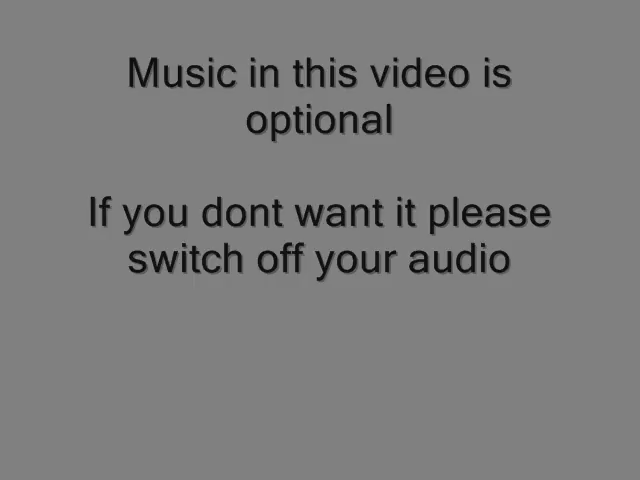 Music in this video is
optional
If you dont want it please
switch off your audio